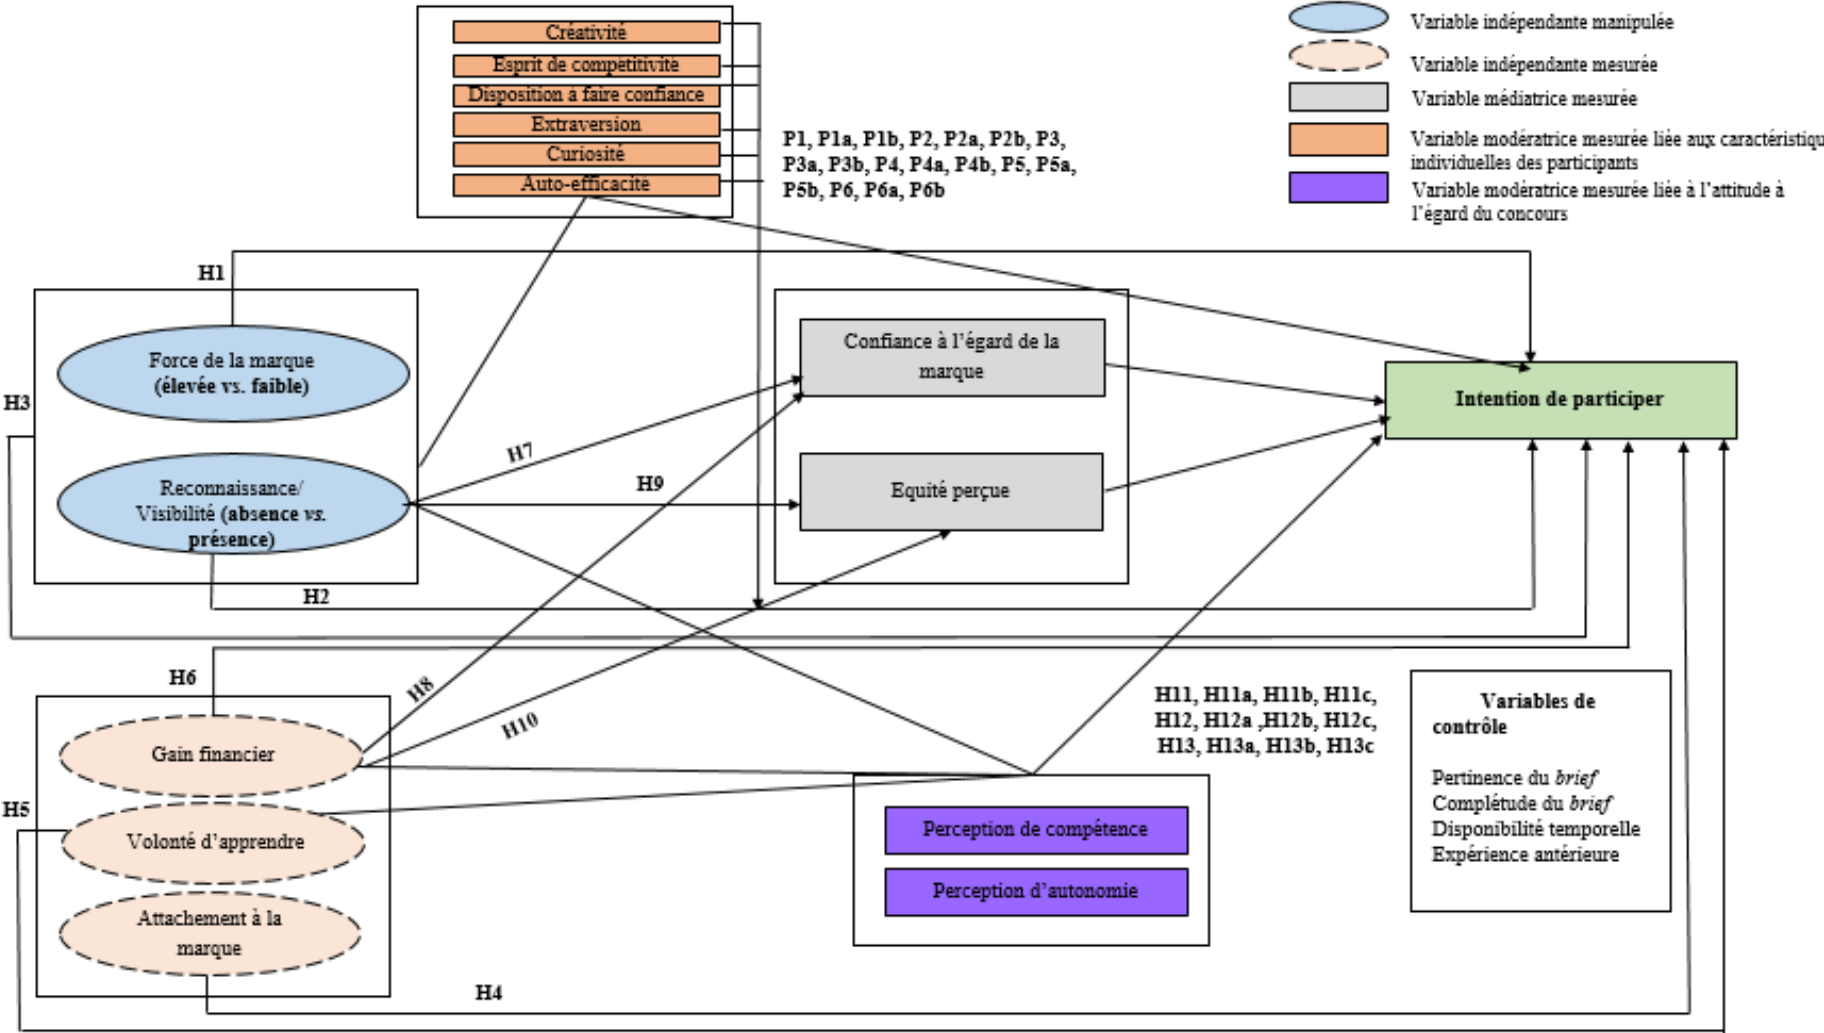 Créativité
Esprit de compétitivité
Disposition à faire confiance
Extraversion
Curiosité
Auto-efficacité
Variable indépendante manipulée
Variable indépendante mesurée
Variable médiatrice mesurée
Variable modératrice mesurée liée aux caractéristiqu
individuelles des participants
Variable modératrice mesurée liée à l'attitude à
l'égard du concours
P1, P1a, P1b, P2, P2a, P2b, P3,
P3a, P3b, P4, P4a, P4b, P5, P5a,
P5b, P6, P6a, P6b
H1
H3
Force de la marque
(élevée vs. faible)
Reconnaissance/
Visibilité (absence vs.
présence)
H2
H7
H9
Confiance à l'égard de la
marque
Equité perçue
Intention de participer
H6
H8
H10
H5
Gain financier
Volonté d'apprendre
Attachement à la
marque
H4
H11, H11a, H11b, H11c,
H12, H12a ,H12b, H12c,
H13, H13a, H13b, H13c
Perception de compétence
Perception d'autonomie
Variables de
contrôle
Pertinence du brief
Complétude du brief
Disponibilité temporelle
Expérience antérieure